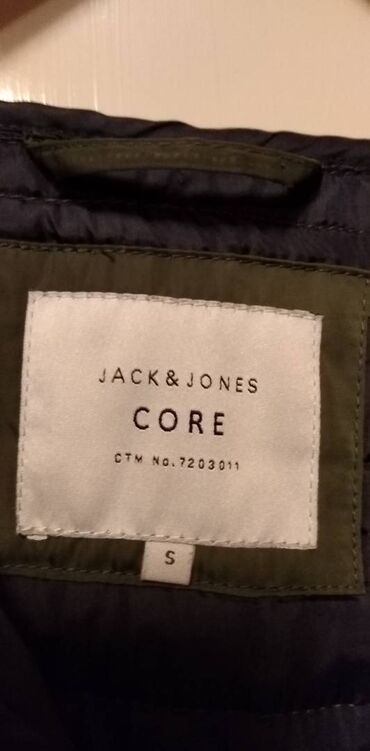 JACK & JONES
CORE
CTM No. 7203011
S